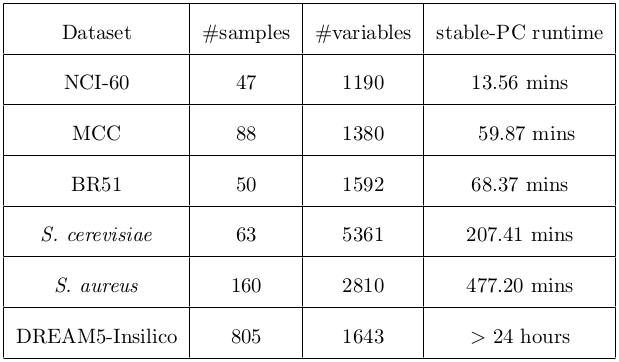 Dataset #samples #variables stable-PC runtime
NCI-60 47 1190 13.56 mins
MCC 88 1380 59.87 mins
BR51 50 1592 68.37 mins
S. cerevisiae 63 5361 207.41 mins
S. aureus 160 2810 477.20 mins
DREAM5-Insilico 805 1643 > 24 hours